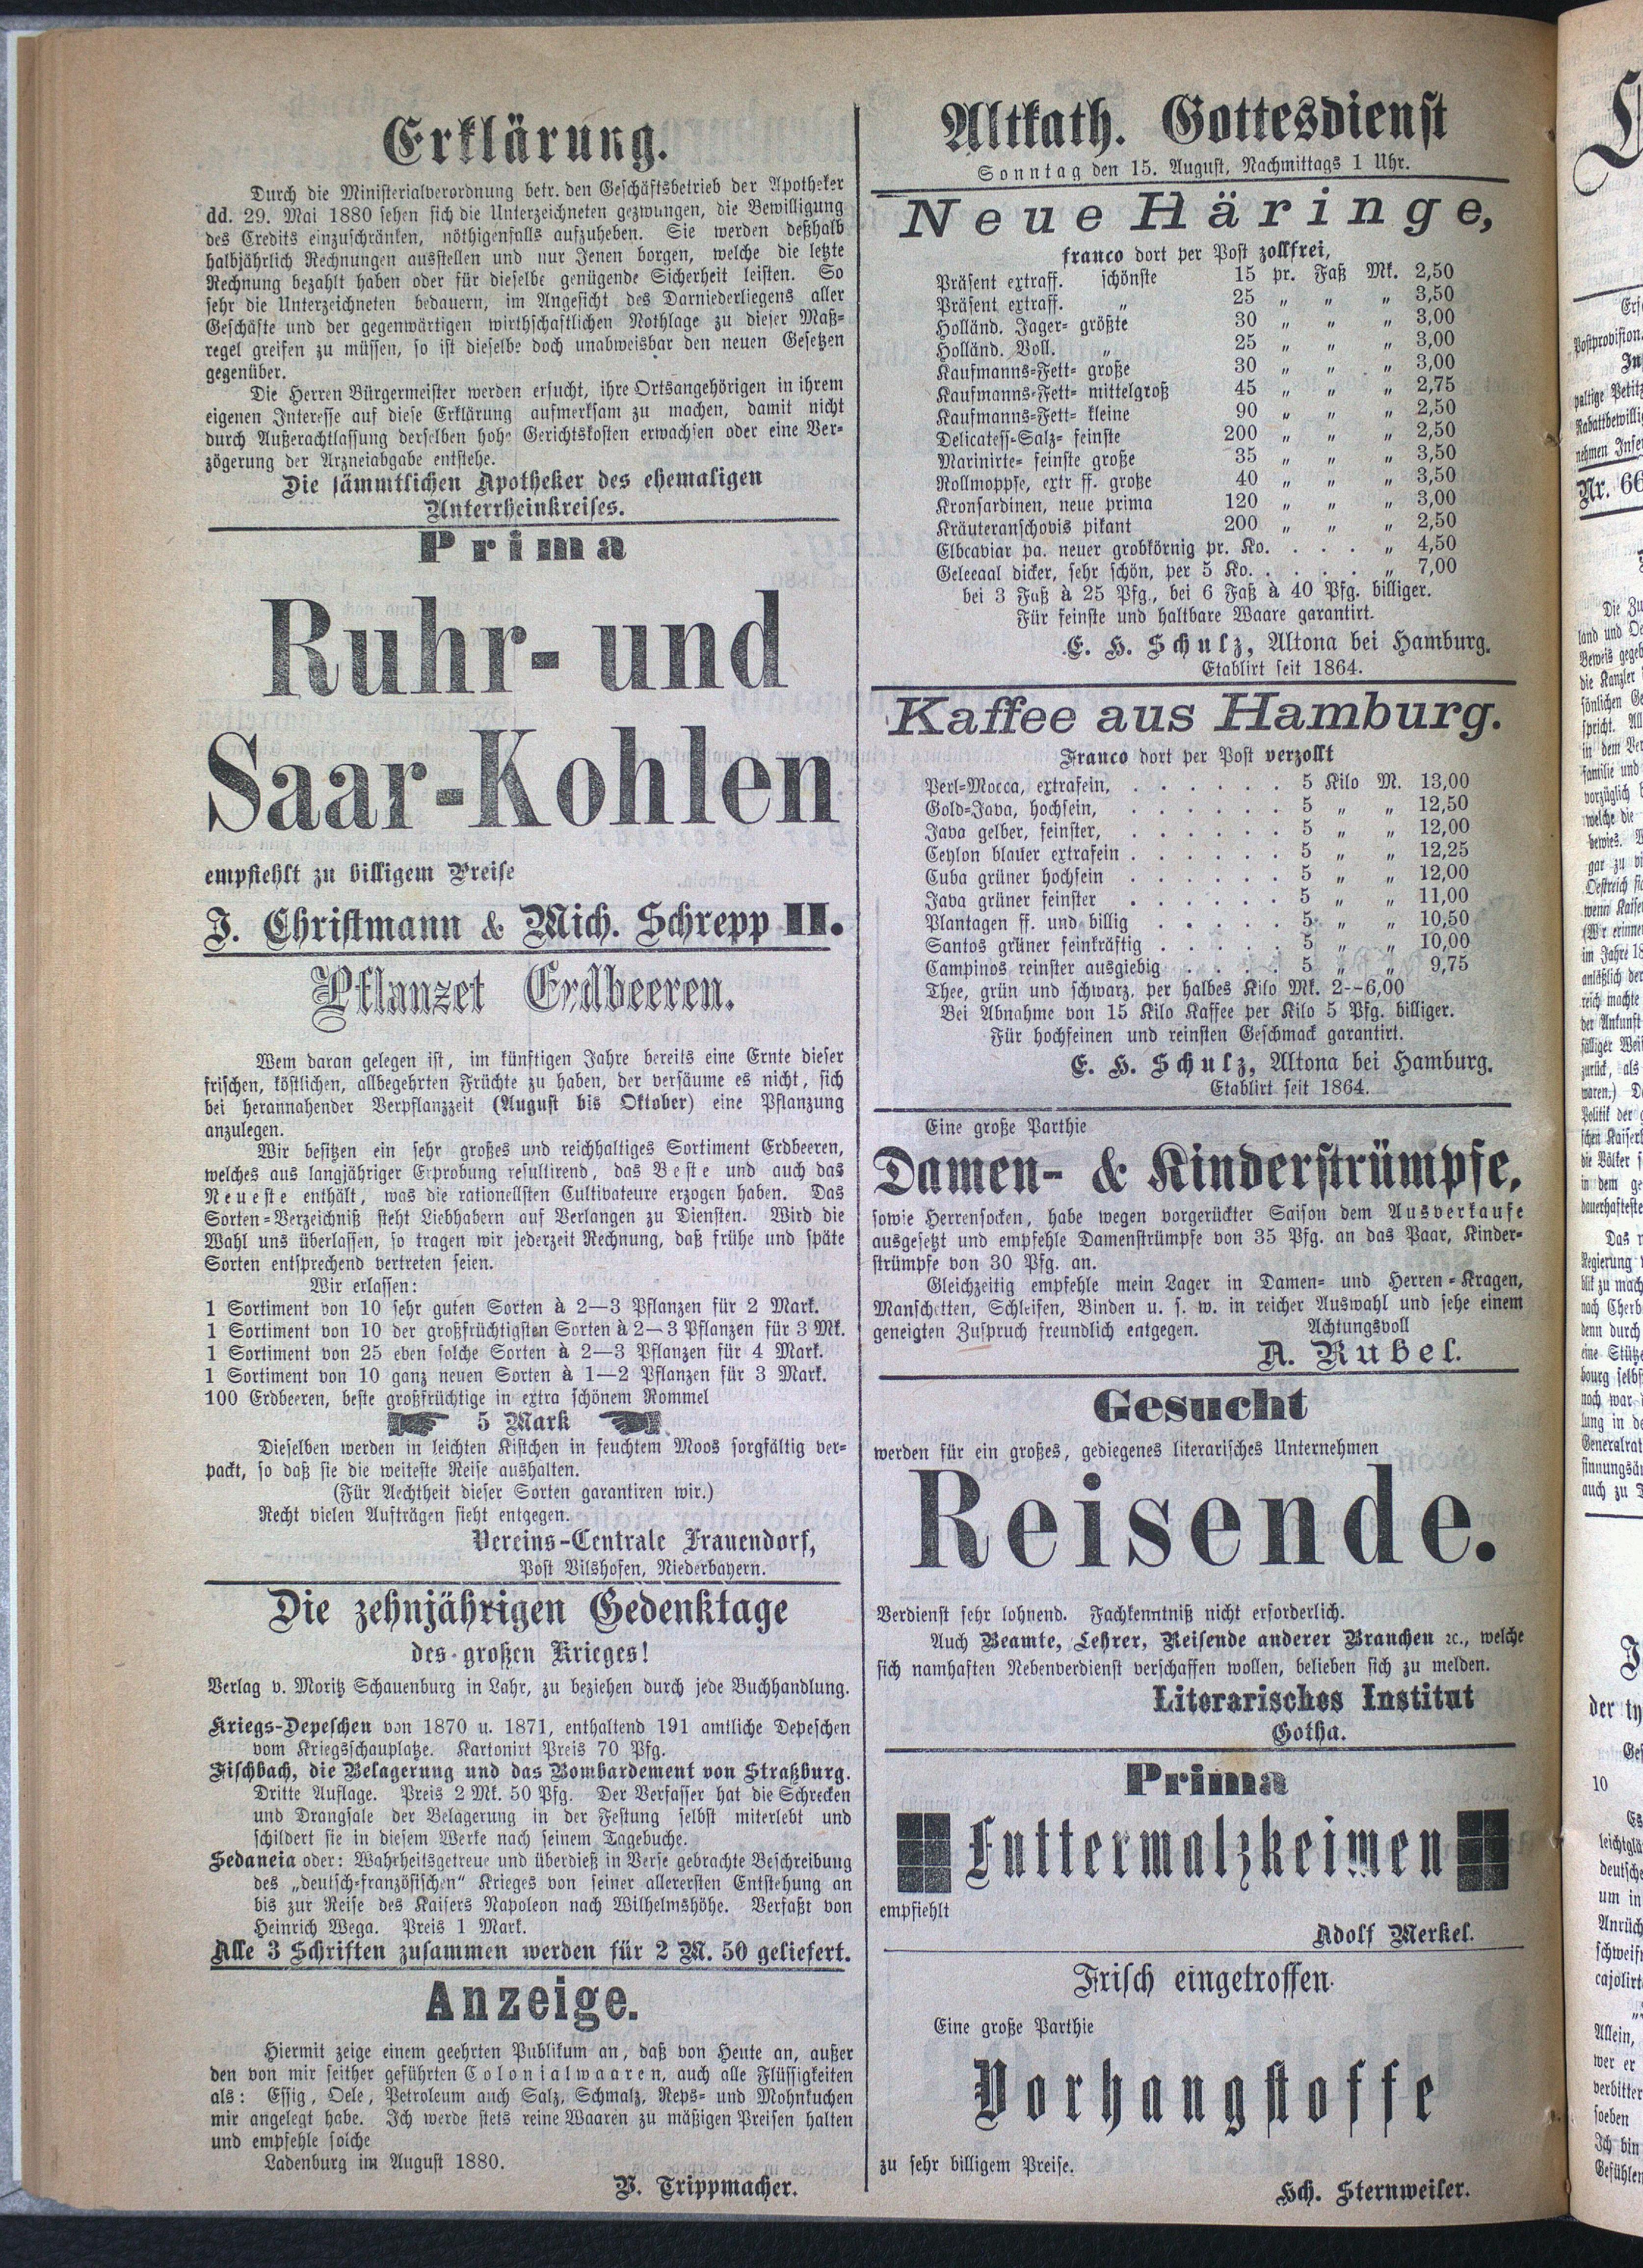 Erklärung.
Durch die Ministerialverordnung betr. den Geschäftsbetrieb der Apotheker
dd. 29. Mai 1880 sehen sich die Unterzeichneten gezwungen, die Bewilligung
des Credits einzuschränken, nöthigenfalls aufzuheben. Sie werden deßhalb
halbjährlich Rechnungen ausstellen und nur Jenen borgen, welche die letzte
Rechnung bezahlt haben oder für dieselbe genügende Sicherheit leisten. So
sehr die Unterzeichneten bedauern, im Angesicht des Darniederliegens aller
Geschäfte und der gegenwärtigen wirthschaftlichen Nothlage zu dieser Maß-
regel greifen zu müssen, so ist dieselbe doch unabweisbar den neuen Gesetzen
gegenüber.
Die Herren Bürgermeister werden ersucht, ihre Ortsangehörigen in ihrem
eigenen Interesse auf diese Erklärung aufmerksam zu machen, damit nicht
durch Außerachtlassung derselben hohe Gerichtskosten erwachsen oder eine Ver-
zögerung der Arzneiabgabe entstehe.
Die sämmtlichen Apotheker des ehemaligen
Unterrheinkreises.
Prima
Ruhr- und
Saar-Kohlen
empfiehlt zu billigem Preise
J. Christmann & Mich. Schrepp II.
Pflanzet Erdbeeren.
Wem daran gelegen ist, im künftigen Jahre bereits eine Ernte dieser
frischen, köstlichen, allbegehrten Früchte zu haben, der versäume es nicht, sich
bei herannahender Verpflanzzeit (August bis Oktober) eine Pflanzung
anzulegen.
Wir besitzen ein sehr großes und reichhaltiges Sortiment Erdbeeren,
welches aus langjähriger Erprobung resultirend, das Beste und auch das
Neueste enthält, was die rationellsten Cultivateure erzogen haben. Das
Sorten-Verzeichniß steht Liebhabern auf Verlangen zu Diensten. Wird die
Wahl uns überlassen, so tragen wir jederzeit Rechnung, daß frühe und späte
Sorten entsprechend vertreten seien.
Wir erlassen:
1 Sortiment von 10 sehr guten Sorten à 2—3 Pflanzen für 2 Mark.
1 Sortiment von 10 der großfrüchtigsten Sorten à 2—3 Pflanzen für 3 Mk.
1 Sortiment von 25 eben solche Sorten à 2—3 Pflanzen für 4 Mark.
1 Sortiment von 10 ganz neuen Sorten à 1—2 Pflanzen für 3 Mark.
100 Erdbeeren, beste großfrüchtige in extra schönem Rommel
5 Mark
Dieselben werden in leichten Kistchen in feuchtem Moos sorgfältig ver-
packt, so daß sie die weiteste Reise aushalten.
(Für Aechtheit dieser Sorten garantiren wir.)
Recht vielen Aufträgen sieht entgegen.
Vereins-Centrale Frauendorf,
Post Vilshofen, Niederbayern.
Die zehnjährigen Gedenktage
des großen Krieges!
Verlag v. Moritz Schauenburg in Lahr, zu beziehen durch jede Buchhandlung.
Kriegs-Depeschen von 1870 u. 1871, enthaltend 191 amtliche Depeschen
vom Kriegsschauplatze. Kartonirt Preis 70 Pfg.
Fischbach, die Belagerung und das Bombardement von Straßburg.
Dritte Auflage. Preis 2 Mk. 50 Pfg. Der Verfasser hat die Schrecken
und Drangsale der Belagerung in der Festung selbst miterlebt und
schildert sie in diesem Werke nach seinem Tagebuche.
Sedaneia oder: Wahrheitsgetreue und überdieß in Verse gebrachte Beschreibung
des „deutsch-französischen“ Krieges von seiner allerersten Entstehung an
bis zur Reise des Kaisers Napoleon nach Wilhelmshöhe. Verfaßt von
Heinrich Wega. Preis 1 Mark.
Alle 3 Schriften zusammen werden für 2 M. 50 geliefert.
Anzeige.
Hiermit zeige einem geehrten Publikum an, daß von Heute an, außer
den von mir seither geführten Colonialwaaren, auch alle Flüssigkeiten
als: Essig, Oele, Petroleum auch Salz, Schmalz, Reps- und Mohnkuchen
mir angelegt habe. Ich werde stets reine Waaren zu mäßigen Preisen halten
und empfehle solche
Ladenburg im August 1880.
V. Trippmacher.
Altkath. Gottesdienst
Sonntag den 15. August, Nachmittags 1 Uhr.
Neue Häringe,
franco dort per Post zollfrei,
Präsent extraff. schönste 15 pr. Faß Mk. 2,50
Präsent extraff. „ 25 „ „ „ 3,50
Holländ. Jager- größte 30 „ „ „ 3,00
Holländ. Voll. „ 25 „ „ „ 3,00
Kaufmanns-Fett- große 30 „ „ „ 3,00
Kaufmanns-Fett- mittelgroß 45 „ „ „ 2,75
Kaufmanns-Fett- kleine 90 „ „ „ 2,50
Delicatess-Salz- feinste 200 „ „ „ 2,50
Marinirte- feinste große 35 „ „ „ 3,50
Rollmoppse, extr ff. große 40 „ „ „ 3,50
Kronsardinen, neue prima 120 „ „ „ 3,00
Kräuteranschovis pikant 200 „ „ „ 2,50
Elbcaviar pa. neuer grobkörnig pr. Ko. . . . „ 4,50
Geleeaal dicker, sehr schön, per 5 Ko. . . . . „ 7,00
bei 3 Faß à 25 Pfg., bei 6 Faß à 40 Pfg. billiger.
Für feinste und haltbare Waare garantirt.
E. H. Schulz, Altona bei Hamburg.
Etablirt seit 1864.
Kaffee aus Hamburg.
Franco dort per Post verzollt
Perl-Mocca, extrafein, . . . . . . 5 Kilo M. 13,00
Gold-Java, hochfein, . . . . . . 5 „ „ 12,50
Java gelber, feinster, . . . . . . 5 „ „ 12,00
Ceylon blauer extrafein . . . . . . 5 „ „ 12,25
Cuba grüner hochfein . . . . . . 5 „ „ 12,00
Java grüner feinster . . . . . . 5 „ „ 11,00
Plantagen ff. und billig . . . . . 5 „ „ 10,50
Santos grüner feinkräftig . . . . . 5 „ „ 10,00
Campinos reinster ausgiebig . . . . 5 „ „ 9,75
Thee, grün und schwarz, per halbes Kilo Mk. 2--6,00
Bei Abnahme von 15 Kilo Kaffee per Kilo 5 Pfg. billiger.
Für hochfeinen und reinsten Geschmack garantirt.
E. H. Schulz, Altona bei Hamburg.
Etablirt seit 1864.
Eine große Parthie
Damen- & Kinderstrümpfe,
sowie Herrensocken, habe wegen vorgerückter Saison dem Ausverkaufe
ausgesetzt und empfehle Damenstrümpfe von 35 Pfg. an das Paar, Kinder-
strümpfe von 30 Pfg. an.
Gleichzeitig empfehle mein Lager in Damen- und Herren-Kragen,
Manschetten, Schleifen, Binden u. s. w. in reicher Auswahl und sehe einem
geneigten Zuspruch freundlich entgegen. Achtungsvoll
A. Rubel.
Gesucht
werden für ein großes, gediegenes literarisches Unternehmen
Reisende.
Verdienst sehr lohnend. Fachkenntniß nicht erforderlich.
Auch Beamte, Lehrer, Reisende anderer Branchen ꝛc., welche
sich namhaften Nebenverdienst verschaffen wollen, belieben sich zu melden.
Literarisches Institut
Gotha.
Prima
Futtermalzkeimen
empfiehlt
Adolf Merkel.
Frisch eingetroffen
Eine große Parthie
Vorhangstoffe
zu sehr billigem Preise.
Hch. Sternweiler.